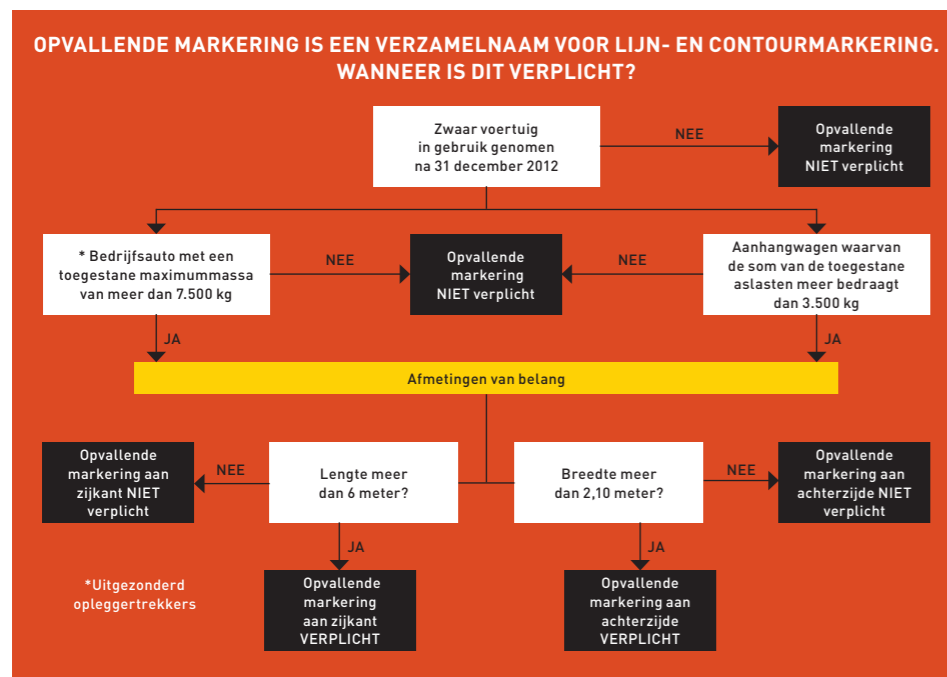 OPVALLENDE MARKERING IS EEN VERZAMELNAAM VOOR LIJN- EN CONTOURMARKERING.
WANNEER IS DIT VERPLICHT?
Zwaar voertuig
in gebruik genomen
na 31 december 2012
NEE
Opvallende
markering
NIET verplicht
* Bedrijfsauto met een
toegestane maximummassa
van meer dan 7.500 kg
NEE
Opvallende
markering
NIET verplicht
NEE
Aanhangwagen waarvan
de som van de toegestane
aslasten meer bedraagt
dan 3.500 kg
JA
JA
Afmetingen van belang
Opvallende
markering aan
zijkant NIET
verplicht
NEE
Lengte meer
dan 6 meter?
Breedte meer
dan 2,10 meter?
NEE
Opvallende
markering aan
achterzijde NIET
verplicht
JA
JA
*Uitgezonderd
opleggertrekkers
Opvallende
markering
aan zijkant
VERPLICHT
Opvallende
markering aan
achterzijde
VERPLICHT